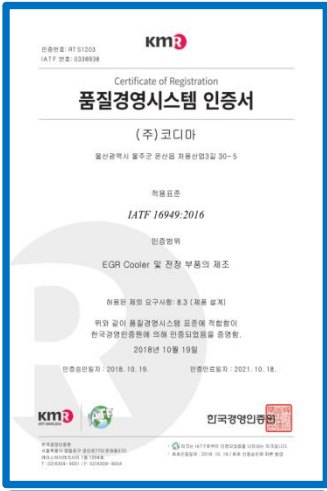 인증번호: RTS1203
IATF 번호: 0338938
KMR
Certificate of Registration
품질경영시스템 인증서
(주)코디마
울산광역시 울주군 온산읍 처용산업3길 30-5
적용표준
IATF 16949:2016
인증범위
EGR Cooler 및 전장 부품의 제조
허용된 제외 요구사항: 8.3 (제품 설계)
위와 같이 품질경영시스템 표준에 적합함이
한국경영인증원에 의해 인증되었음을 증명함.
2018년 10월 19일
인증승인일자 : 2018. 10. 19.
인증만료일자 : 2021. 10. 18.
KMR
한국경영인증원
한국경영인증원